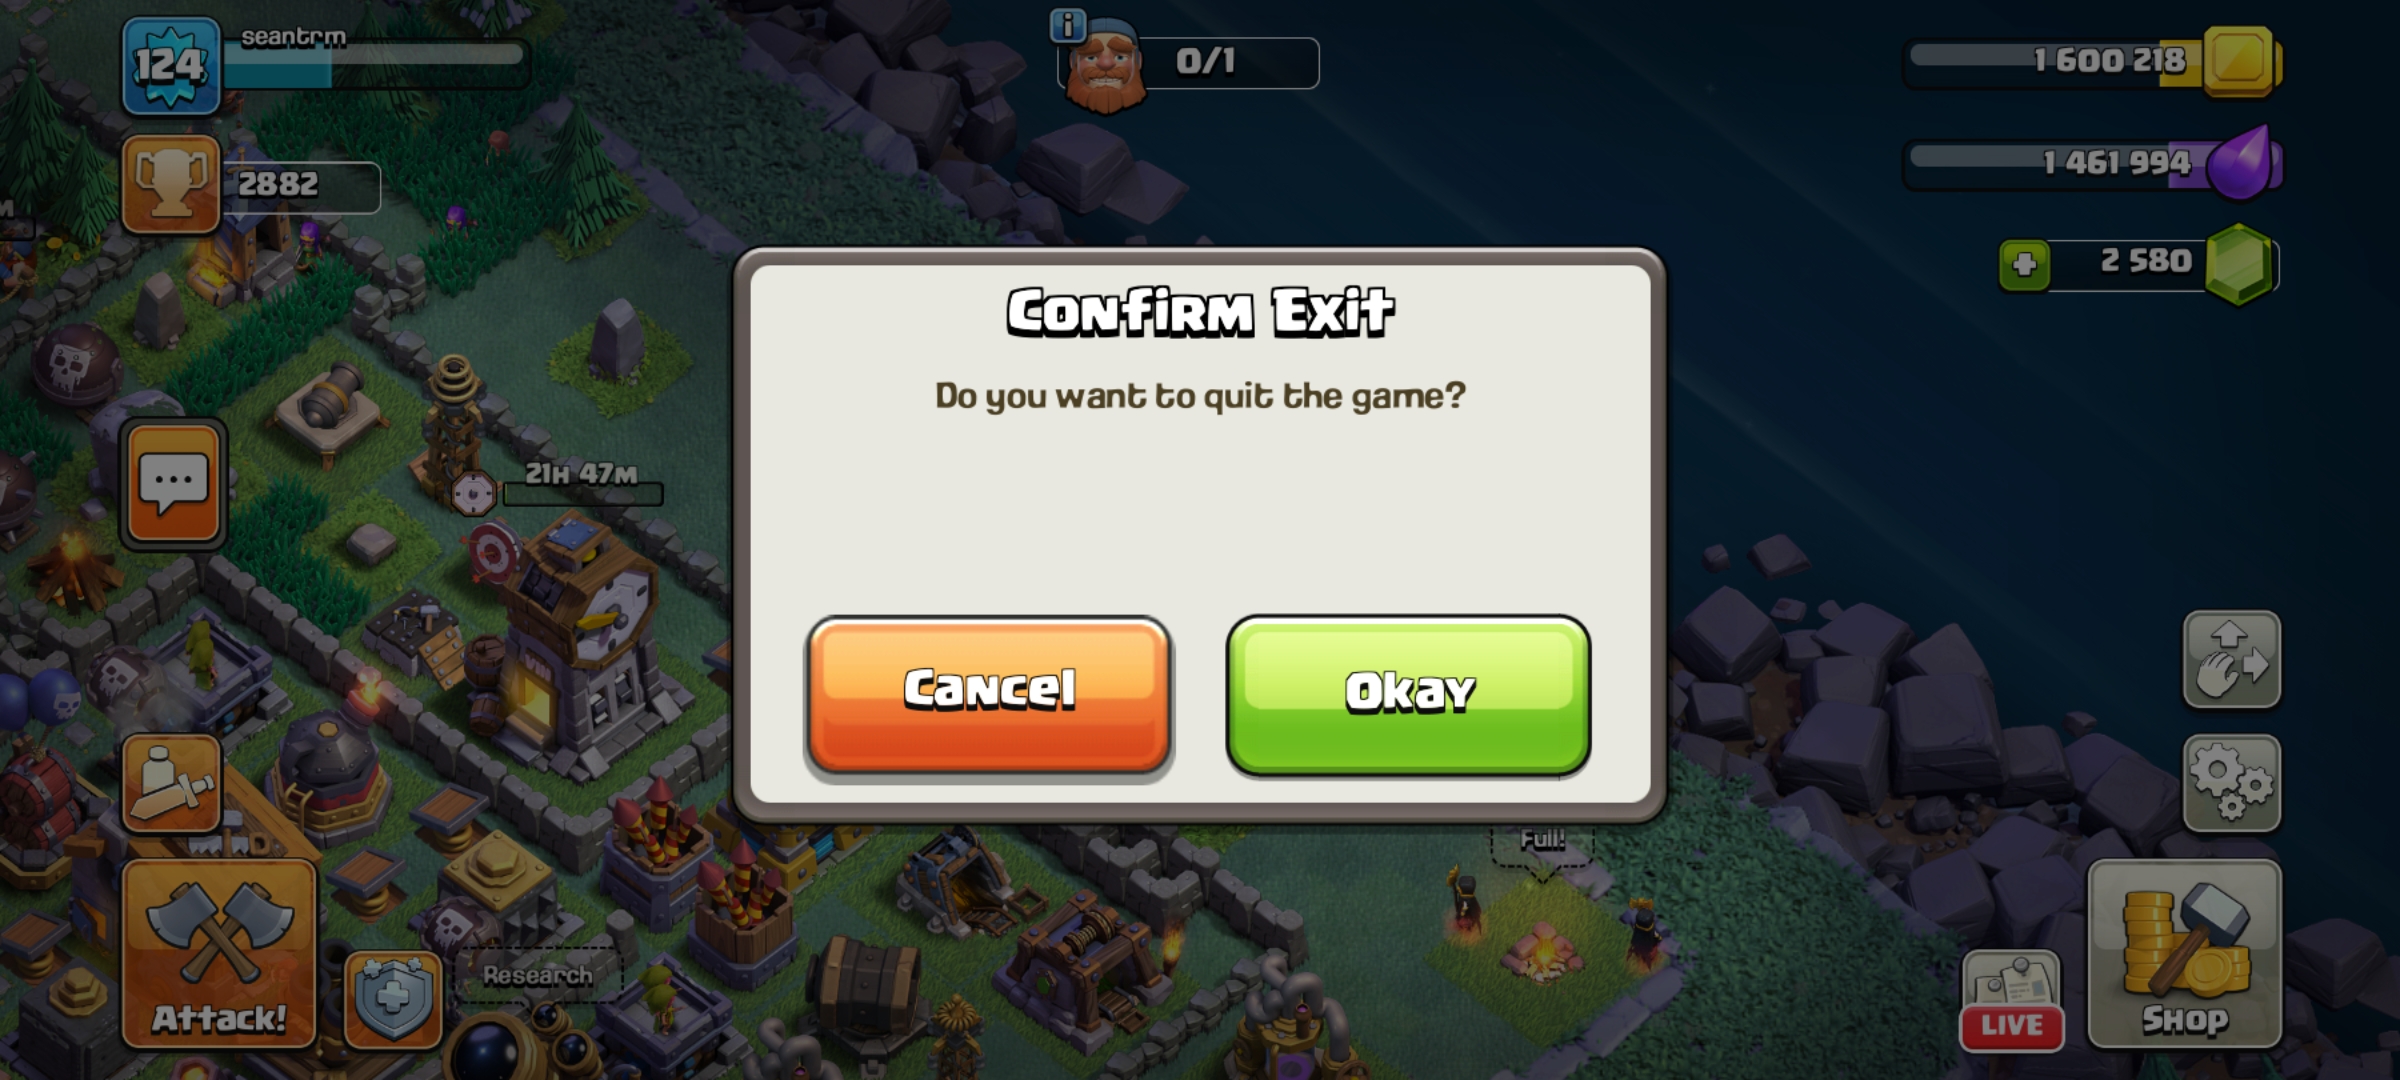 124
seantrm
i
0/1
1 600 218
2882
1 461 994
2 580
Confirm Exit
Do you want to quit the game?
21H 47M
Cancel
Okay
VIII
Full!
Research
Attack!
LIVE
Shop